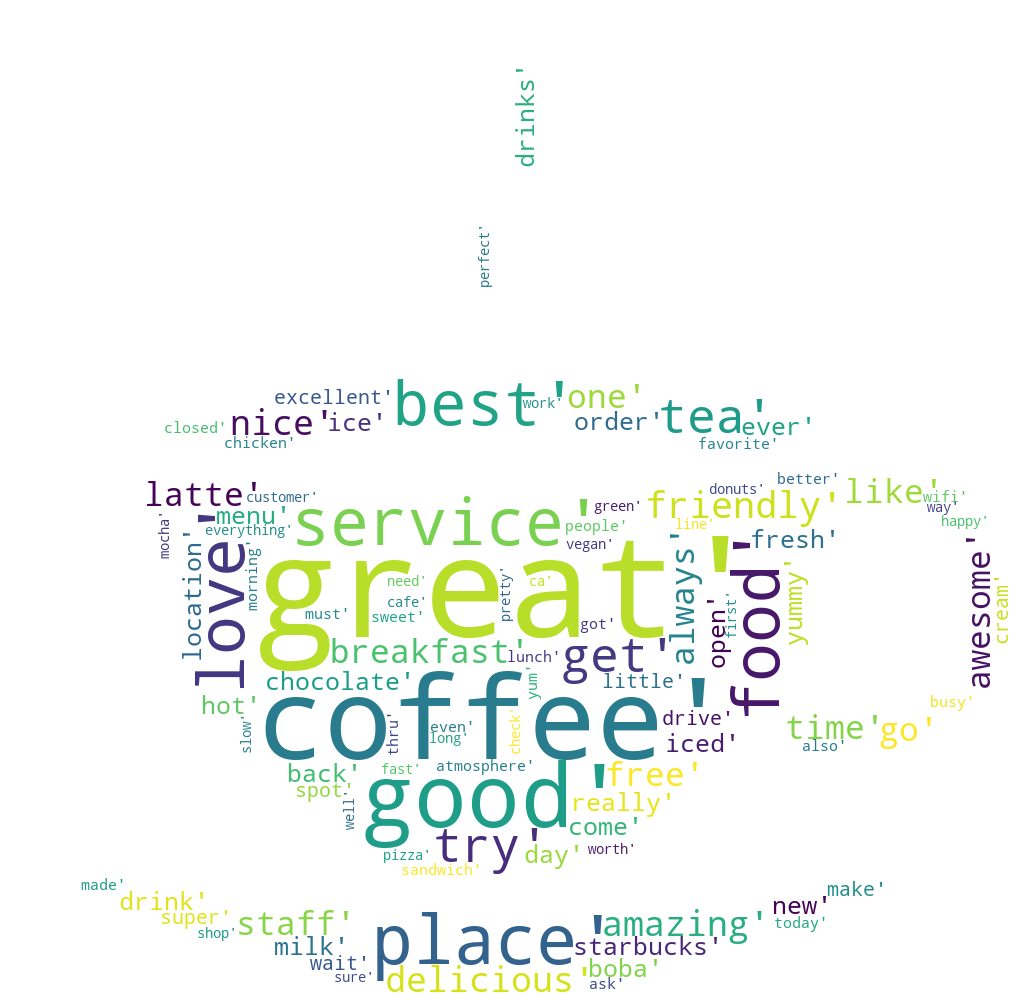 drinks'
perfect'
excellent' best' work' one'
closed' nice' ice' order' tea' ever'
chicken' favorite'
latte' customer' donuts' better' like' wifi'
menu' service' green' friendly' way'
mocha' everything' people' line' happy'
love' great' vegan' always' food' fresh'
location' morning' need' pretty' ca' yummy' awesome' cream'
must' cafe' sweet' got' open' first'
breakfast' lunch' get'
chocolate' yum' little'
hot' coffee' drive' time' go' busy'
slow' thru' even' long' check' iced' also'
back' fast' atmosphere' free'
spot' well' good' really'
try' come'
pizza' day' worth'
sandwich'
made' make'
drink' new'
super' staff' place' amazing' today'
shop' milk' starbucks'
wait' boba'
sure' delicious' ask'